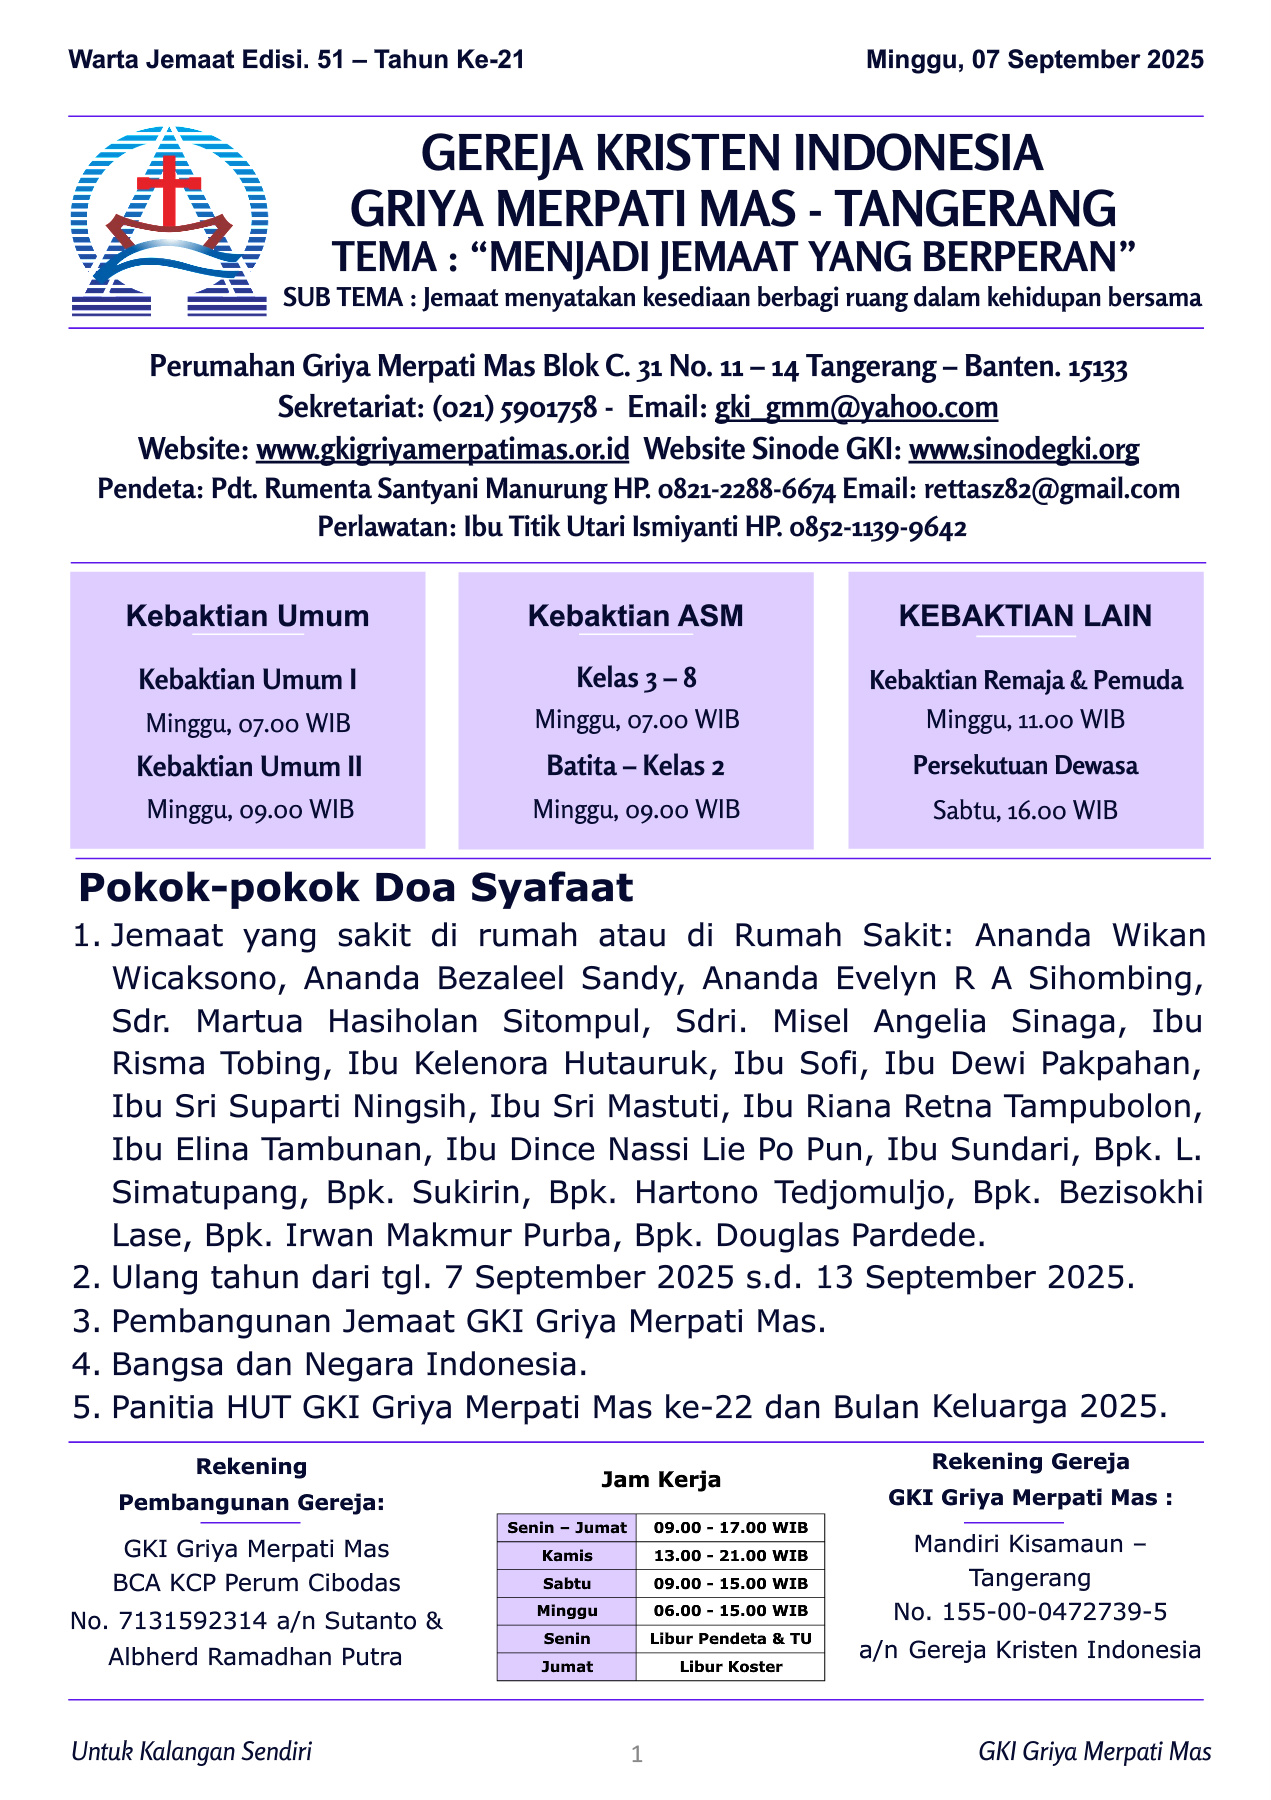 Warta Jemaat Edisi. 51 – Tahun Ke-21
Minggu, 07 September 2025
GEREJA KRISTEN INDONESIA
GRIYA MERPATI MAS - TANGERANG
TEMA : “MENJADI JEMAAT YANG BERPERAN”
SUB TEMA : Jemaat menyatakan kesediaan berbagi ruang dalam kehidupan bersama
Perumahan Griya Merpati Mas Blok C. 31 No. 11 – 14 Tangerang – Banten. 15133
Sekretariat: (021) 5901758 - Email: gki_gmm@yahoo.com
Website: www.gkigriyamerpatimas.or.id Website Sinode GKI: www.sinodegki.org
Pendeta: Pdt. Rumenta Santyani Manurung HP. 0821-2288-6674 Email: rettasz82@gmail.com
Perlawatan: Ibu Titik Utari Ismiyanti HP. 0852-1139-9642
Kebaktian Umum
Kebaktian Umum I
Minggu, 07.00 WIB
Kebaktian Umum II
Minggu, 09.00 WIB
Kebaktian ASM
Kelas 3 – 8
Minggu, 07.00 WIB
Batita – Kelas 2
Minggu, 09.00 WIB
KEBAKTIAN LAIN
Kebaktian Remaja & Pemuda
Minggu, 11.00 WIB
Persekutuan Dewasa
Sabtu, 16.00 WIB
Pokok-pokok Doa Syafaat
1. Jemaat yang sakit di rumah atau di Rumah Sakit: Ananda Wikan
Wicaksono, Ananda Bezaleel Sandy, Ananda Evelyn R A Sihombing,
Sdr. Martua Hasiholan Sitompul, Sdri. Misel Angelia Sinaga, Ibu
Risma Tobing, Ibu Kelenora Hutauruk, Ibu Sofi, Ibu Dewi Pakpahan,
Ibu Sri Suparti Ningsih, Ibu Sri Mastuti, Ibu Riana Retna Tampubolon,
Ibu Elina Tambunan, Ibu Dince Nassi Lie Po Pun, Ibu Sundari, Bpk. L.
Simatupang, Bpk. Sukirin, Bpk. Hartono Tedjomuljo, Bpk. Bezisokhi
Lase, Bpk. Irwan Makmur Purba, Bpk. Douglas Pardede.
2. Ulang tahun dari tgl. 7 September 2025 s.d. 13 September 2025.
3. Pembangunan Jemaat GKI Griya Merpati Mas.
4. Bangsa dan Negara Indonesia.
5. Panitia HUT GKI Griya Merpati Mas ke-22 dan Bulan Keluarga 2025.
Rekening
Pembangunan Gereja:
GKI Griya Merpati Mas
BCA KCP Perum Cibodas
No. 7131592314 a/n Sutanto &
Albherd Ramadhan Putra
Jam Kerja
Senin – Jumat 09.00 - 17.00 WIB
Kamis 13.00 - 21.00 WIB
Sabtu 09.00 - 15.00 WIB
Minggu 06.00 - 15.00 WIB
Senin Libur Pendeta & TU
Jumat Libur Koster
Rekening Gereja
GKI Griya Merpati Mas :
Mandiri Kisamaun –
Tangerang
No. 155-00-0472739-5
a/n Gereja Kristen Indonesia
Untuk Kalangan Sendiri
1
GKI Griya Merpati Mas